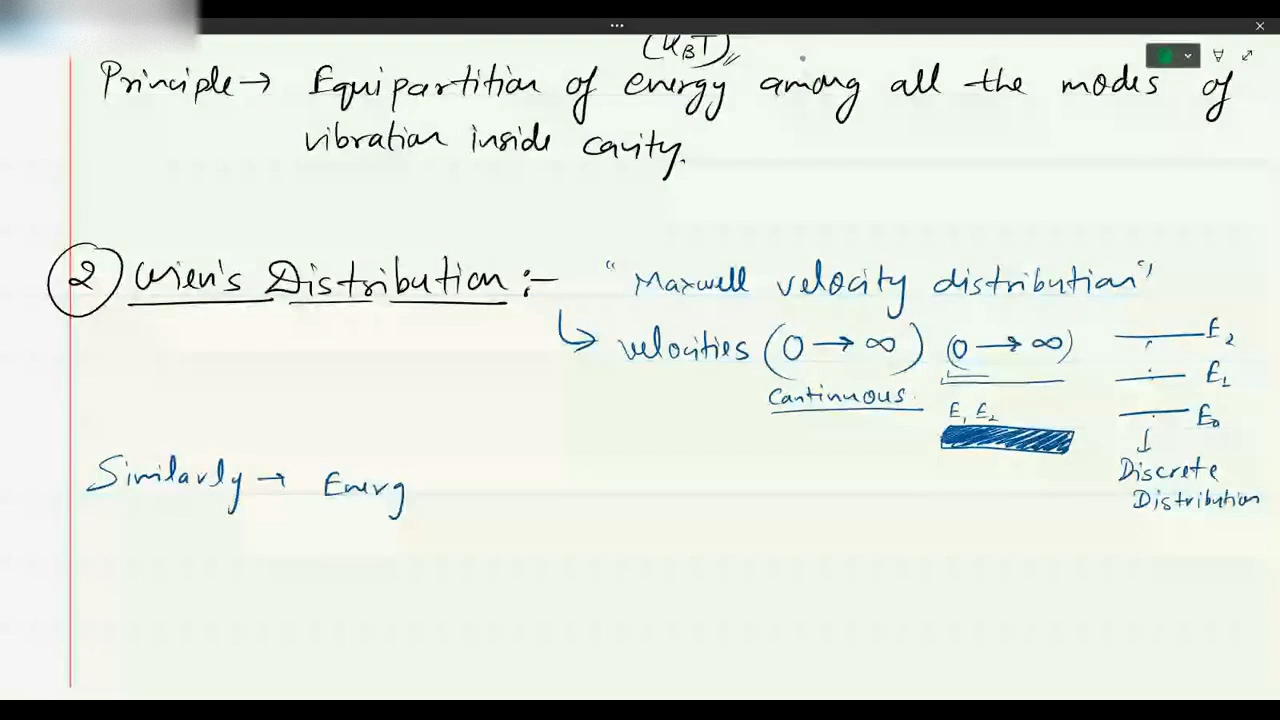 (KBT)
Principle → Equipartition of energy among all the modes of
vibration inside cavity.
2 Wien's Distribution :- "Maxwell velocity distribution"
↳ velocities (0 → ∞) (0 → ∞)
Continuous.
E1 E2
E2
E1
E0
↓
Discrete
Distribution
Similarly → Energ